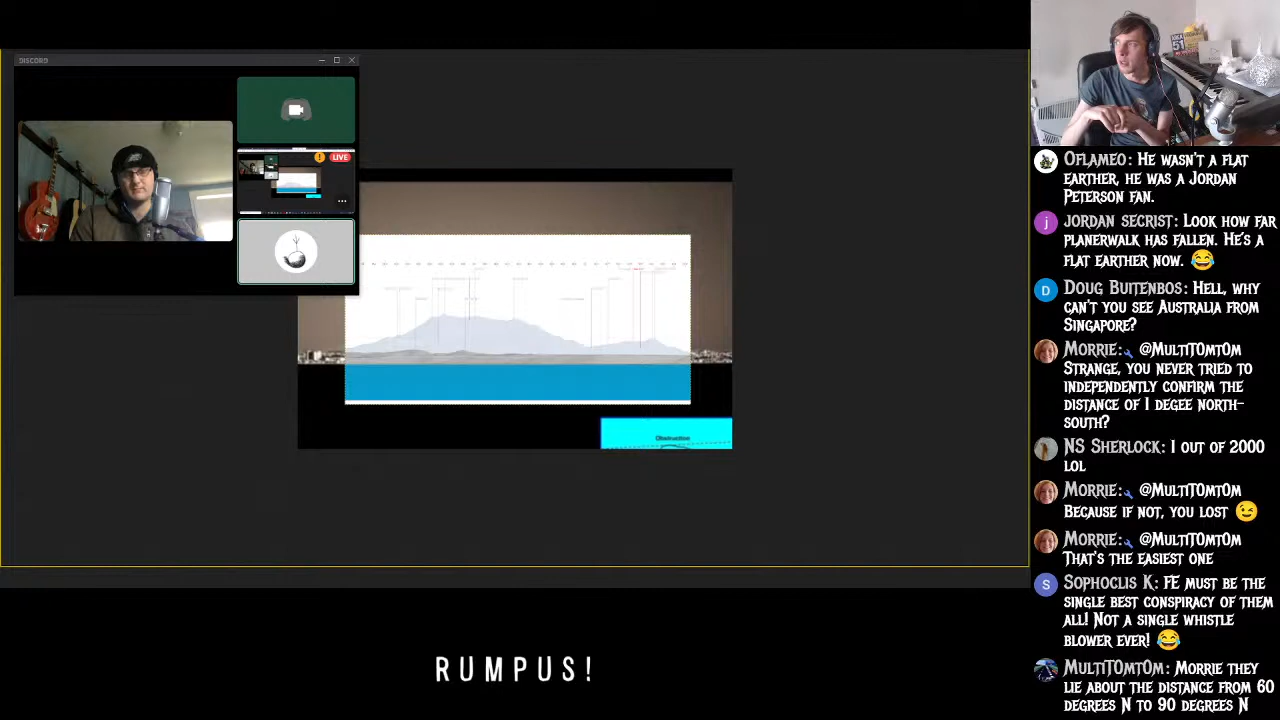 DISCORD
LIVE
Obstruction
RUMPUS!
AREA
51
OFLAMEO: HE WASN'T A FLAT
EARTHER, HE WAS A JORDAN
PETERSON FAN.
JORDAN SECRIST: LOOK HOW FAR
PLANERWALK HAS FALLEN. HE'S A
FLAT EARTHER NOW. 😂
DOUG BUITENBOS: HELL, WHY
CAN'T YOU SEE AUSTRALIA FROM
SINGAPORE?
MORRIE:🔧 @MULTITOMTOM
STRANGE, YOU NEVER TRIED TO
INDEPENDENTLY CONFIRM THE
DISTANCE OF 1 DEGEE NORTH-
SOUTH?
NS SHERLOCK: 1 OUT OF 2000
LOL
MORRIE:🔧 @MULTITOMTOM
BECAUSE IF NOT, YOU LOST 😉
MORRIE:🔧 @MULTITOMTOM
THAT'S THE EASIEST ONE
SOPHOCLIS K: FE MUST BE THE
SINGLE BEST CONSPIRACY OF THEM
ALL! NOT A SINGLE WHISTLE
BLOWER EVER! 😂
MULTITOMTOM: MORRIE THEY
LIE ABOUT THE DISTANCE FROM 60
DEGREES N TO 90 DEGREES N